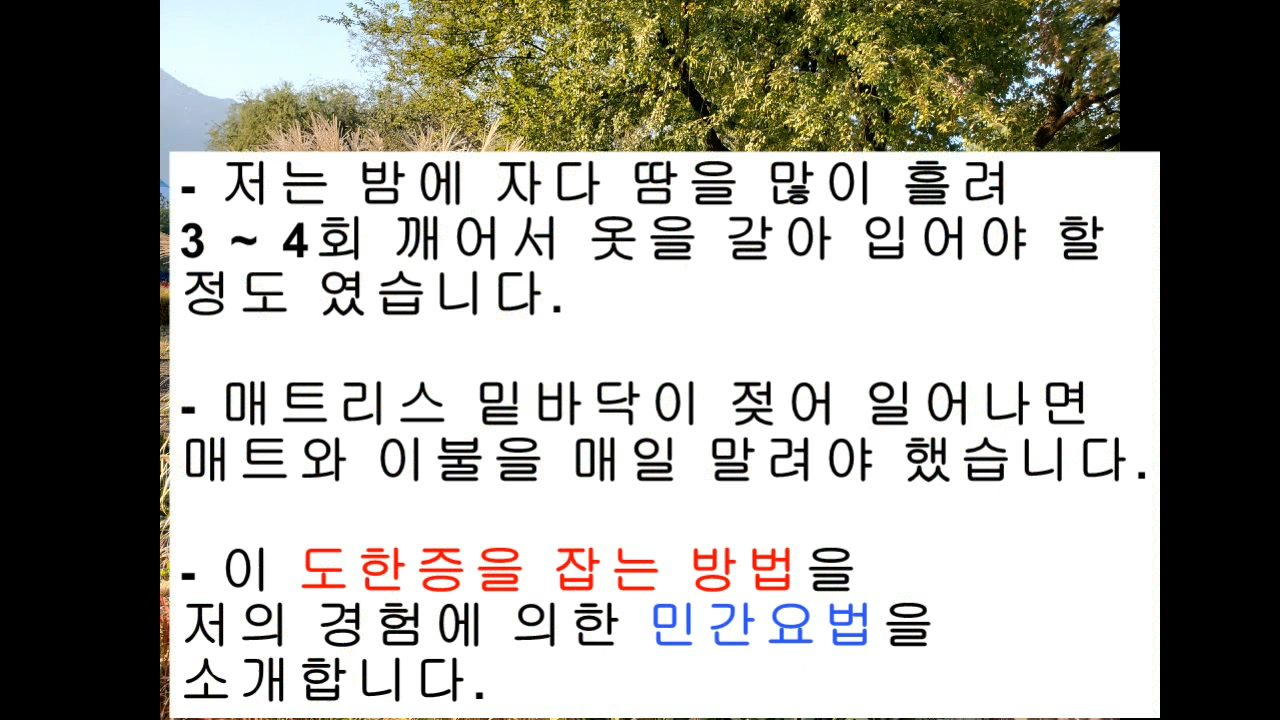 - 저는 밤에 자다 땀을 많이 흘려
3 ~ 4회 깨어서 옷을 갈아 입어야 할
정도 였습니다.
- 매트리스 밑바닥이 젖어 일어나면
매트와 이불을 매일 말려야 했습니다.
- 이 도한증을 잡는 방법을
저의 경험에 의한 민간요법을
소개합니다.